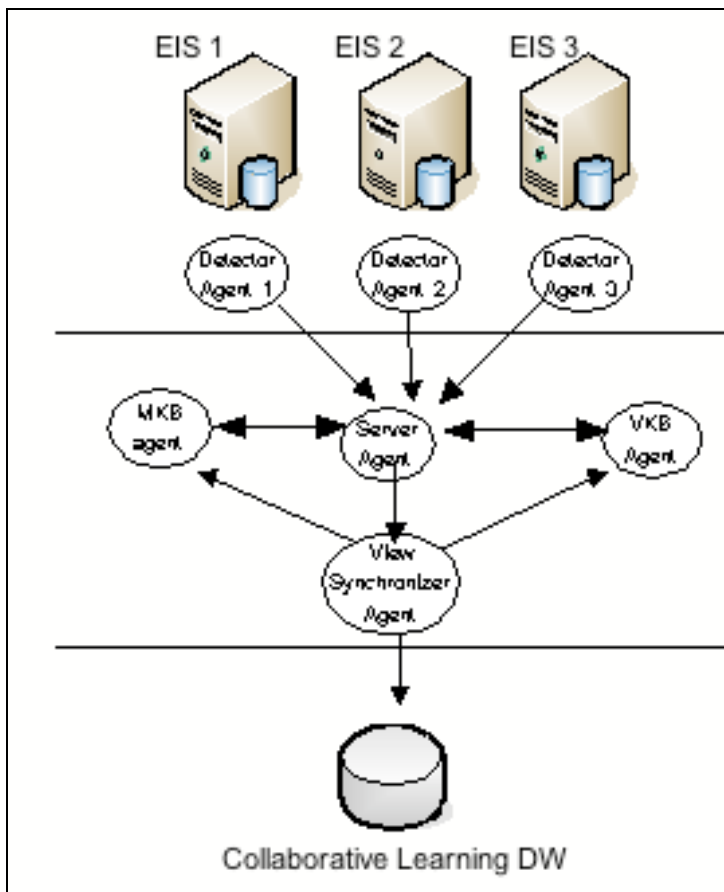 EIS 1
EIS 2
EIS 3
Detector
Agent 1
Detector
Agent 2
Detector
Agent 3
MKB
agent
Server
Agent
VKB
Agent
View
Synchronizer
Agent
Collaborative Learning DW